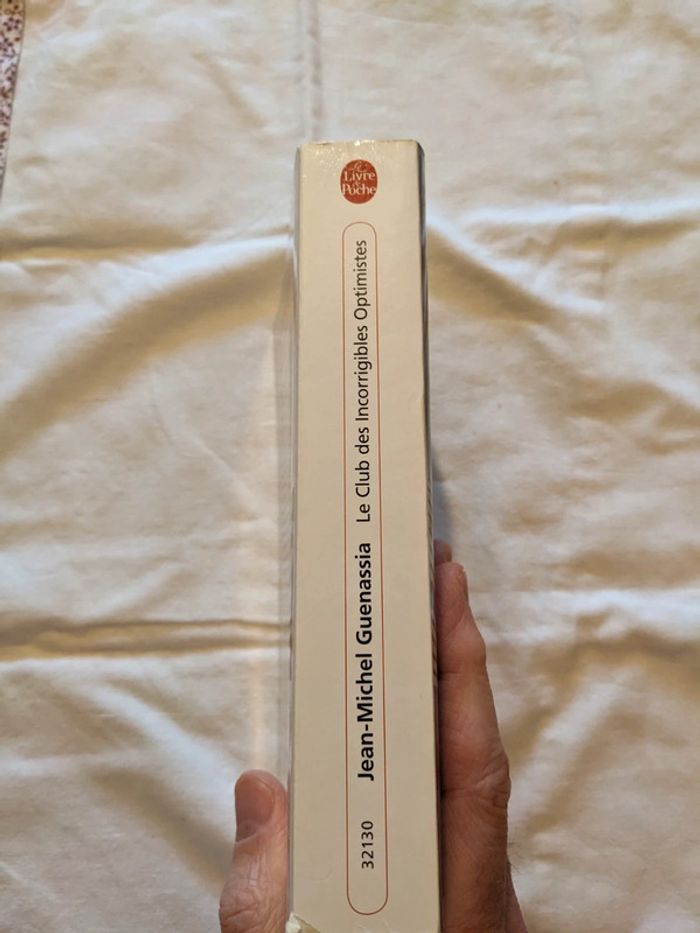 Le
Livre
de
Poche
32130 Jean-Michel Guenassia Le Club des Incorrigibles Optimistes